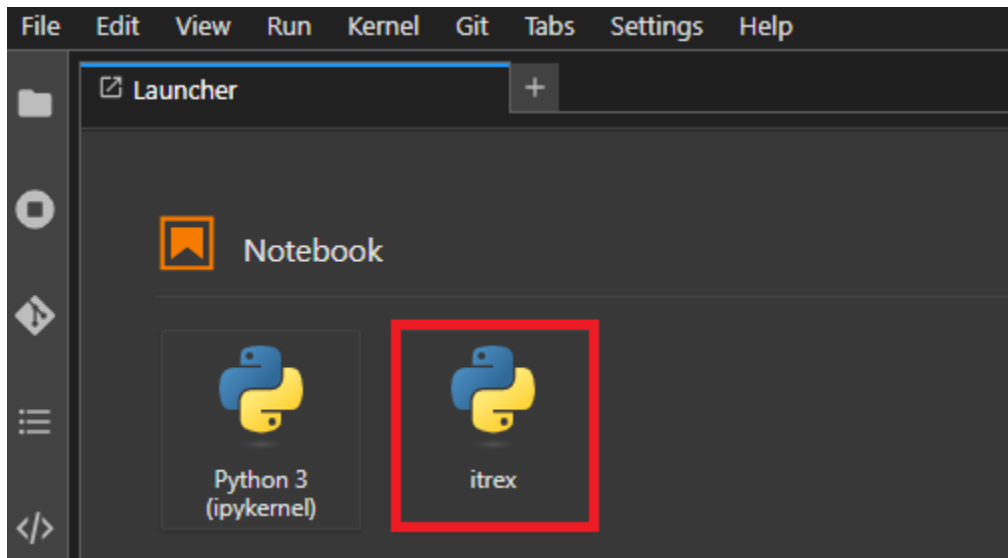 File Edit View Run Kernel Git Tabs Settings Help
Launcher +
Notebook
Python 3
(ipykernel)
itrex